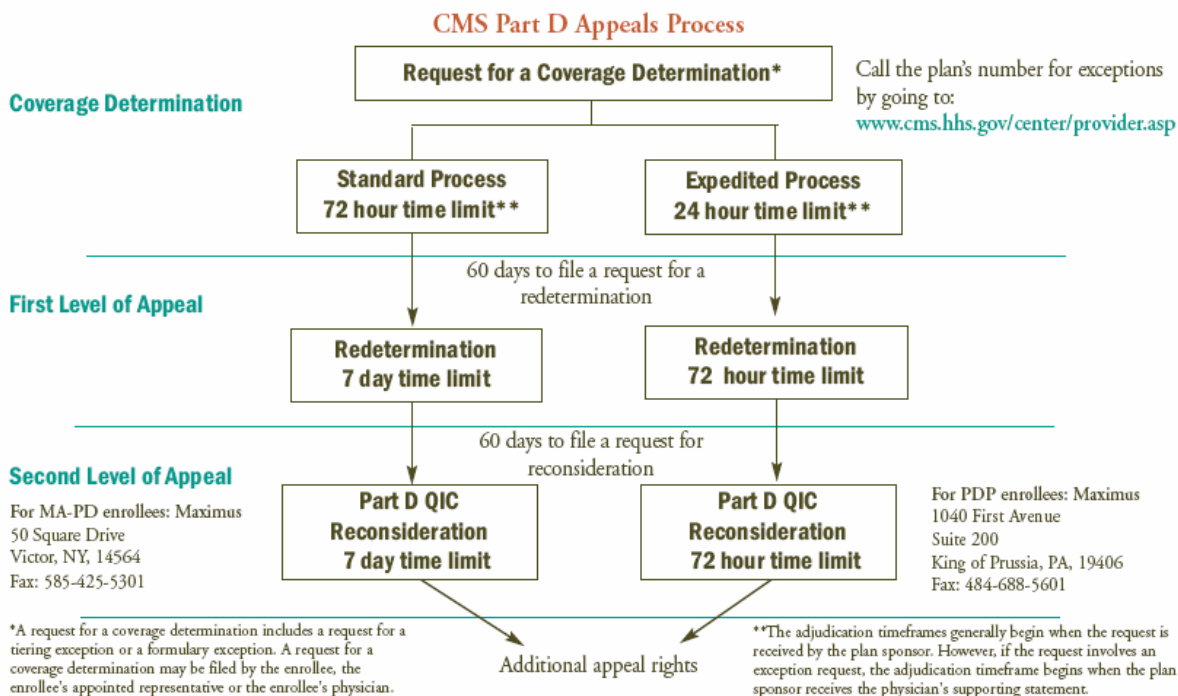 CMS Part D Appeals Process
Request for a Coverage Determination*
Call the plan's number for exceptions
by going to:
www.cms.hhs.gov/center/provider.asp
Coverage Determination
Standard Process
72 hour time limit**
Expedited Process
24 hour time limit**
60 days to file a request for a
redetermination
First Level of Appeal
Redetermination
7 day time limit
Redetermination
72 hour time limit
60 days to file a request for
reconsideration
Second Level of Appeal
For MA-PD enrollees: Maximus
50 Square Drive
Victor, NY, 14564
Fax: 585-425-5301
Part D QIC
Reconsideration
7 day time limit
Part D QIC
Reconsideration
72 hour time limit
For PDP enrollees: Maximus
1040 First Avenue
Suite 200
King of Prussia, PA, 19406
Fax: 484-688-5601
*A request for a coverage determination includes a request for a
tiering exception or a formulary exception. A request for a
coverage determination may be filed by the enrollee, the
enrollee's appointed representative or the enrollee's physician.
Additional appeal rights
**The adjudication timeframes generally begin when the request is
received by the plan sponsor. However, if the request involves an
exception request, the adjudication timeframe begins when the plan
sponsor receives the physician's supporting statement.